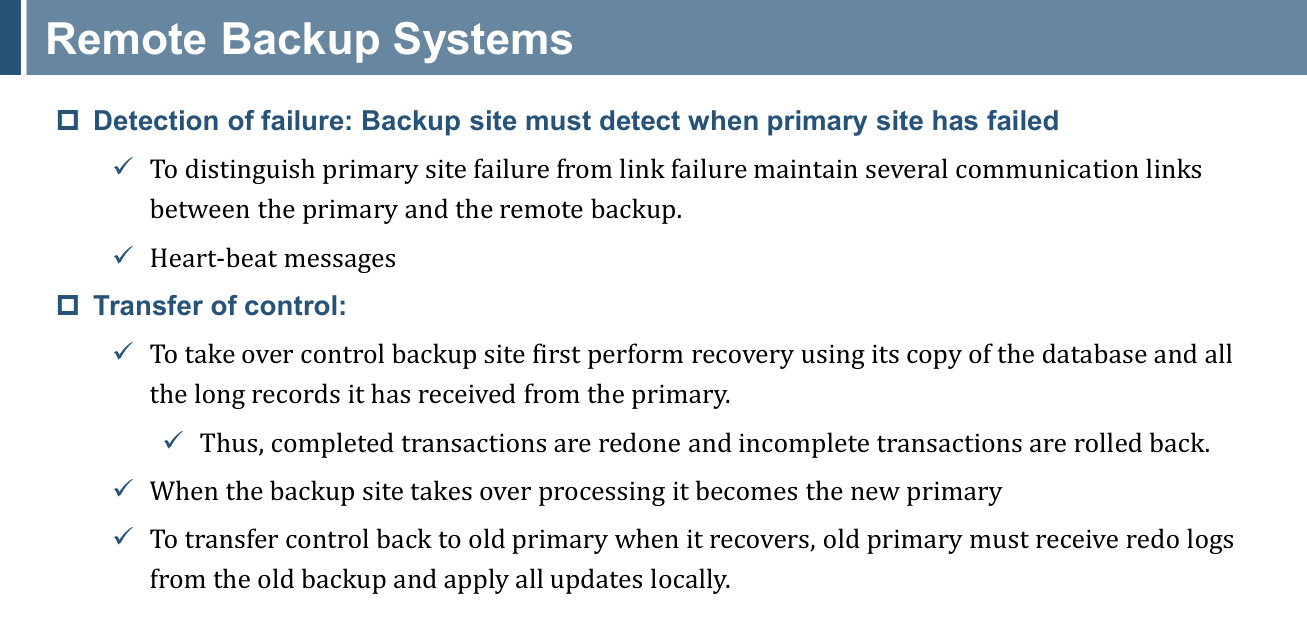 Remote Backup Systems
Detection of failure: Backup site must detect when primary site has failed
To distinguish primary site failure from link failure maintain several communication links
between the primary and the remote backup.
Heart-beat messages
Transfer of control:
To take over control backup site first perform recovery using its copy of the database and all
the long records it has received from the primary.
Thus, completed transactions are redone and incomplete transactions are rolled back.
When the backup site takes over processing it becomes the new primary
To transfer control back to old primary when it recovers, old primary must receive redo logs
from the old backup and apply all updates locally.